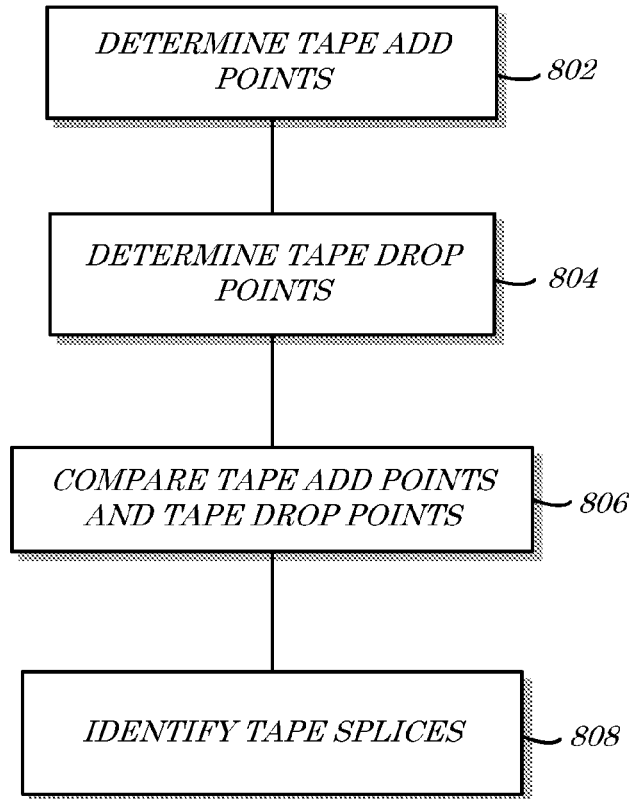 DETERMINE TAPE ADD
POINTS
802
DETERMINE TAPE DROP
POINTS
804
COMPARE TAPE ADD POINTS
AND TAPE DROP POINTS
806
IDENTIFY TAPE SPLICES
808